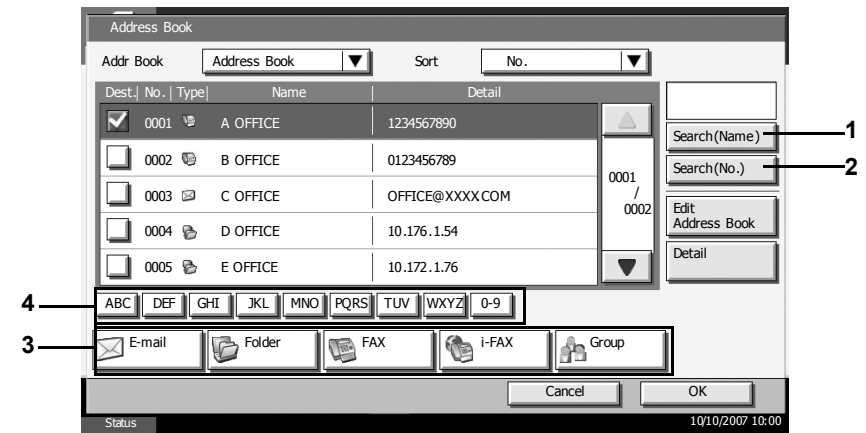 Address Book
Addr Book Address Book Sort No.
Dest. No. Type Name Detail
0001 A OFFICE 1234567890
0002 B OFFICE 0123456789
0003 C OFFICE OFFICE@XXXX.COM
0004 D OFFICE 10.176.1.54
0005 E OFFICE 10.172.1.76
0001
/
0002
Search(Name) 1
Search(No.) 2
Edit
Address Book
Detail
4 ABC DEF GHI JKL MNO PQRS TUV WXYZ 0-9
3 E-mail Folder FAX i-FAX Group
Cancel OK
Status 10/10/2007 10:00